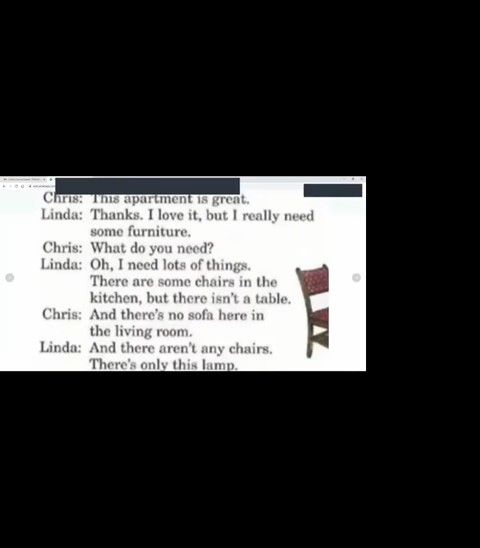 Chris: This apartment is great.
Linda: Thanks. I love it, but I really need
some furniture.
Chris: What do you need?
Linda: Oh, I need lots of things.
There are some chairs in the
kitchen, but there isn't a table.
Chris: And there's no sofa here in
the living room.
Linda: And there aren't any chairs.
There's only this lamp.